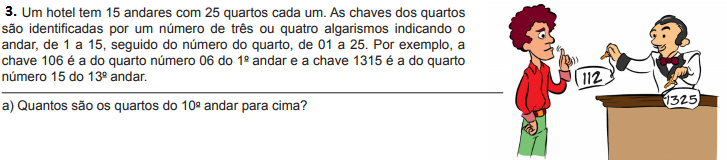 3. Um hotel tem 15 andares com 25 quartos cada um. As chaves dos quartos
são identificadas por um número de três ou quatro algarismos indicando o
andar, de 1 a 15, seguido do número do quarto, de 01 a 25. Por exemplo, a
chave 106 é a do quarto número 06 do 1º andar e a chave 1315 é a do quarto
número 15 do 13º andar.
a) Quantos são os quartos do 10º andar para cima?
112
1325